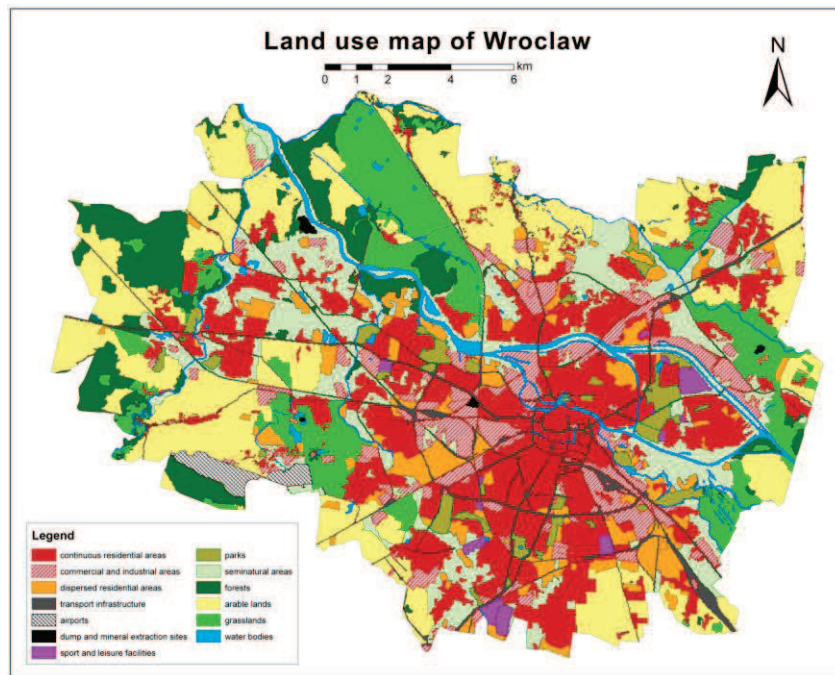 Land use map of Wroclaw
N
km
0 1 2 4 6
Legend
continuous residential areas
commercial and industrial areas
dispersed residential areas
transport infrastructure
airports
dump and mineral extraction sites
sport and leisure facilities
parks
seminatural areas
forests
arable lands
grasslands
water bodies